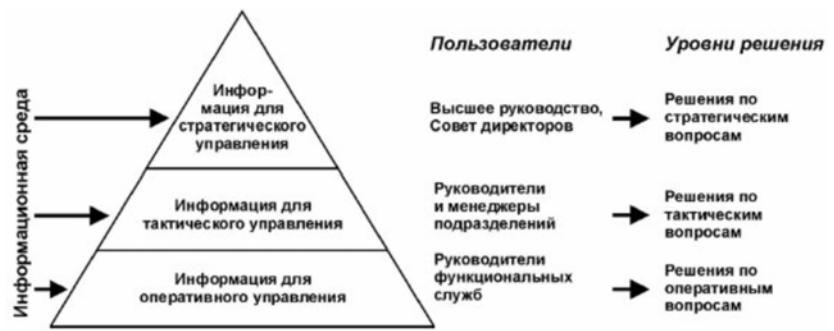 Пользователи
Уровни решения
Информационная среда
Инфор-
мация для
стратегического
управления
Высшее руководство,
Совет директоров
Решения по
стратегическим
вопросам
Информация для
тактического управления
Руководители
и менеджеры
подразделений
Решения по
тактическим
вопросам
Информация для
оперативного управления
Руководители
функциональных
служб
Решения по
оперативным
вопросам